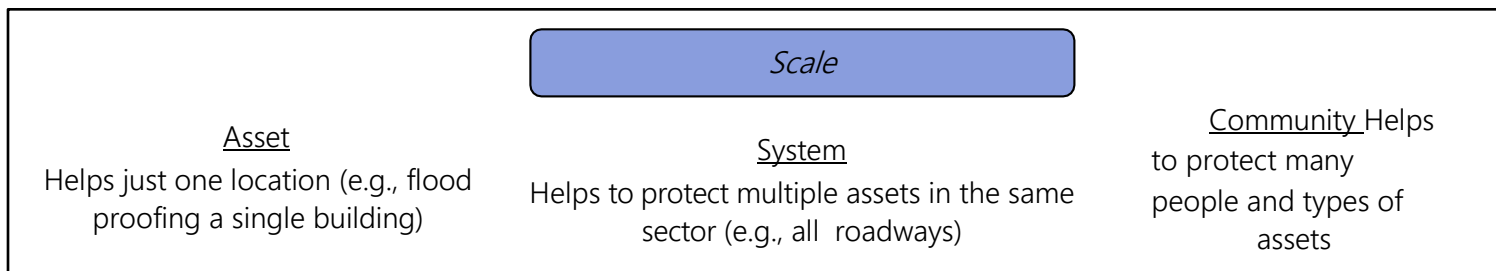 Scale
Asset
Helps just one location (e.g., flood
proofing a single building)
System
Helps to protect multiple assets in the same
sector (e.g., all roadways)
Community Helps
to protect many
people and types of
assets